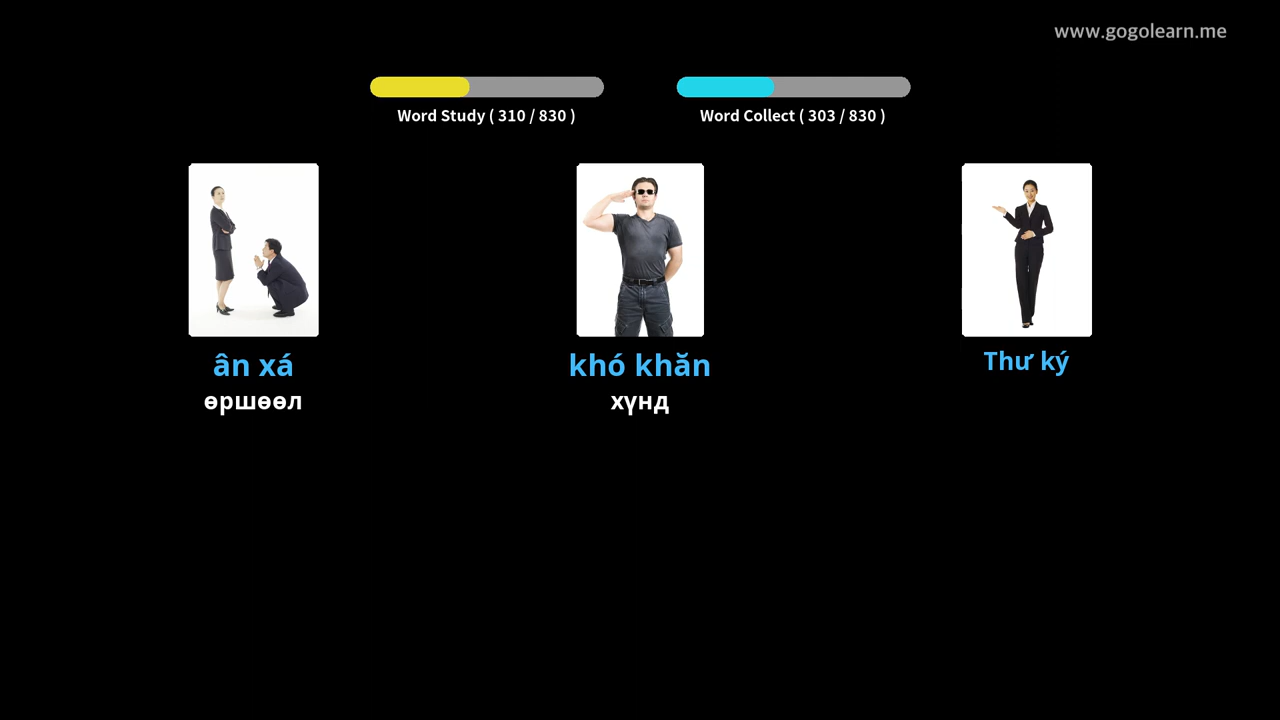 www.gogolearn.me
Word Study ( 310 / 830 )
Word Collect ( 303 / 830 )
ân xá
өршөөл
khó khăn
хүнд
Thư ký